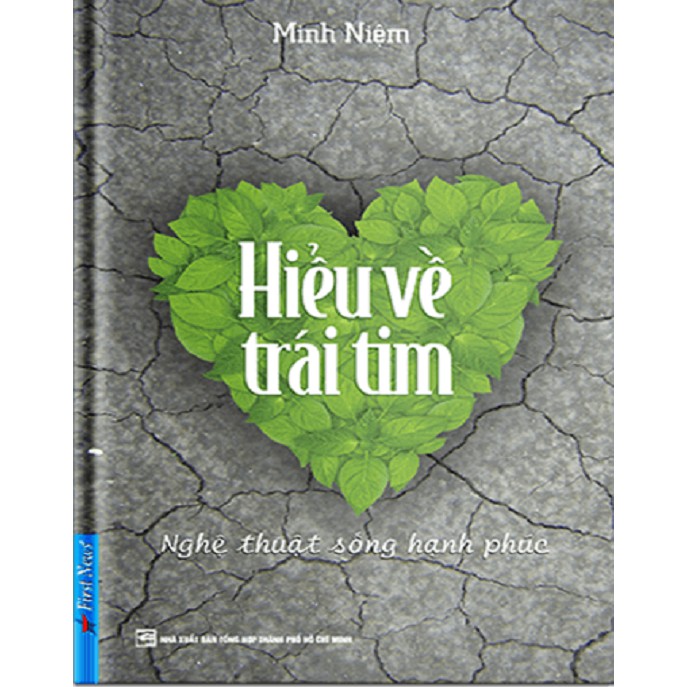 Minh Niệm
Hiểu về
trái tim
Nghệ thuật sống hạnh phúc
First News
NHÀ XUẤT BẢN TỔNG HỢP THÀNH PHỐ HỒ CHÍ MINH